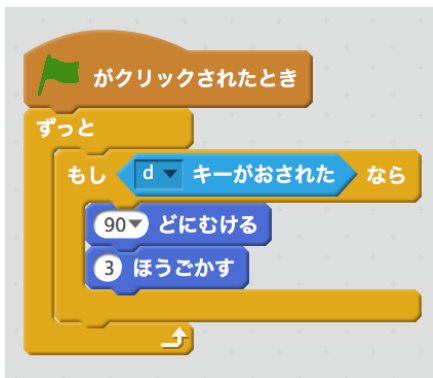 がクリックされたとき
ずっと
もし d キーがおされた なら
90 どにむける
3 ほうごかす